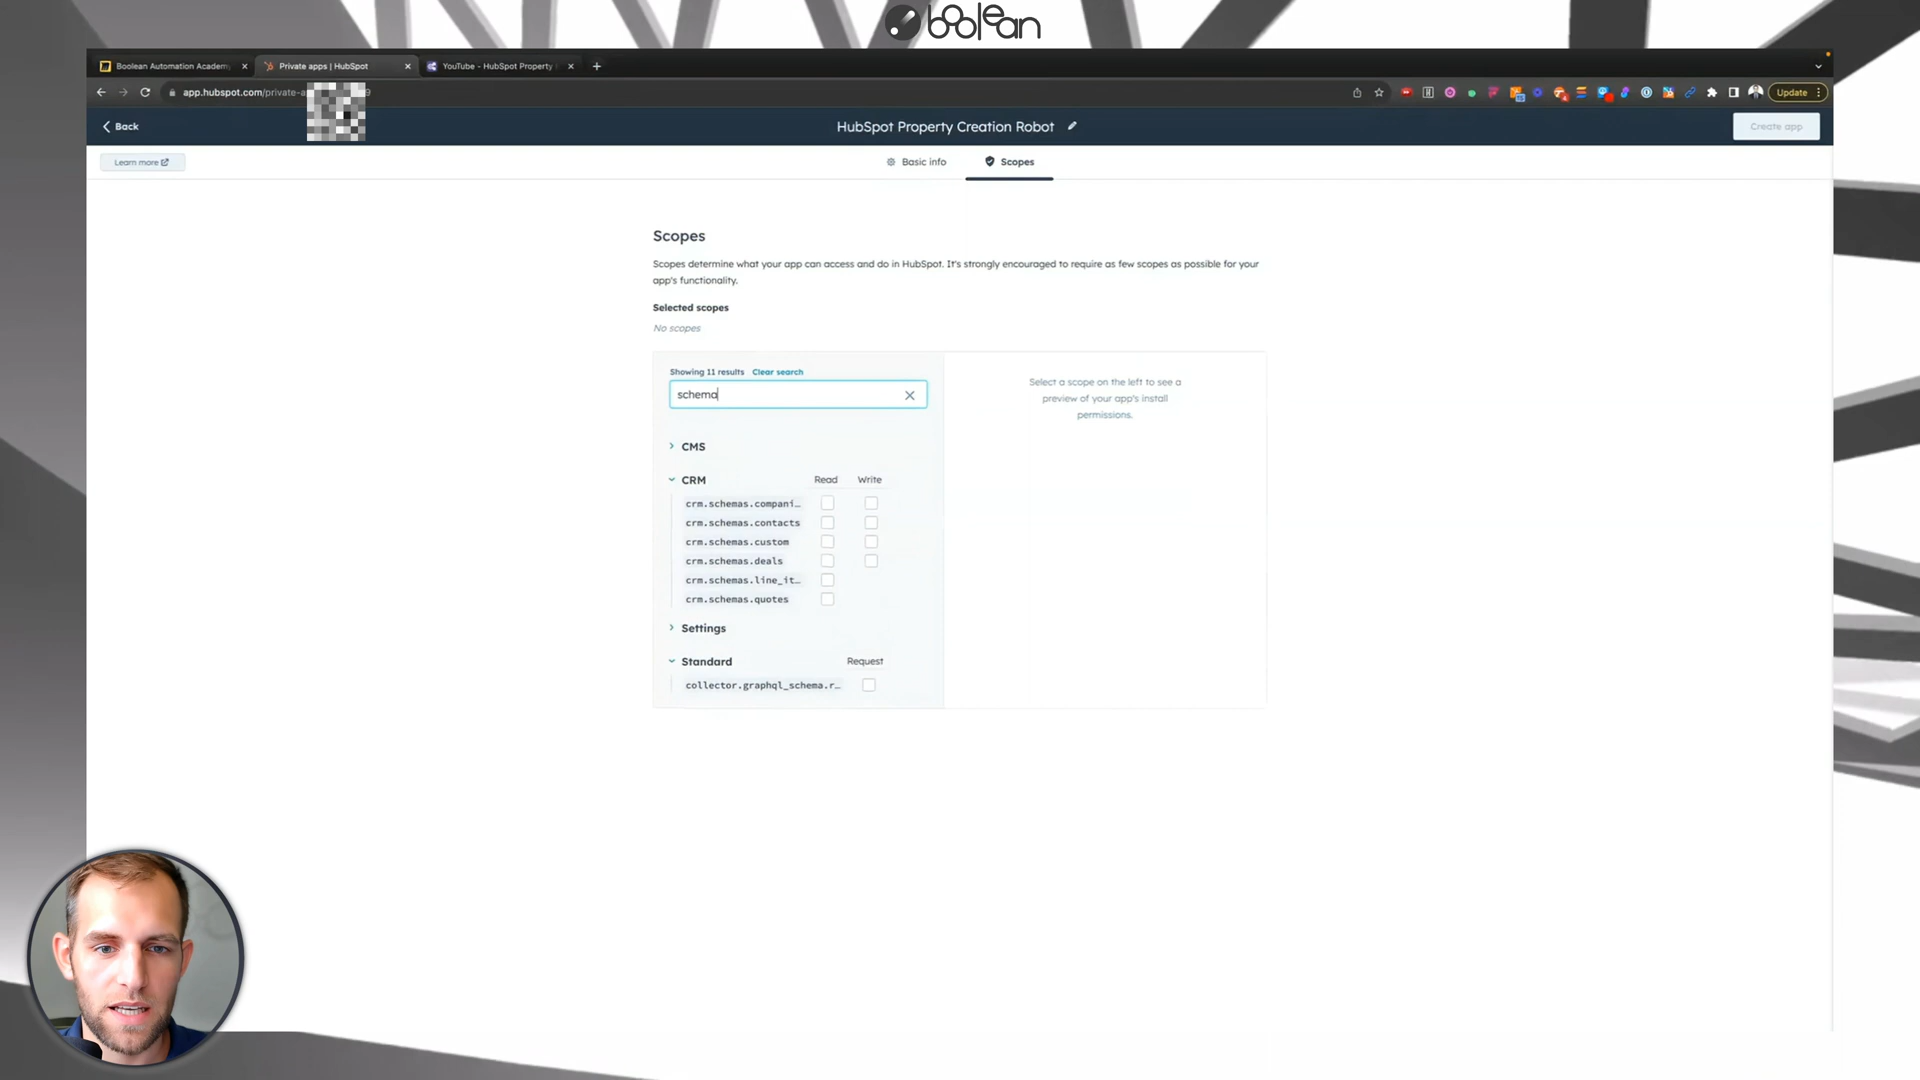 boolean
Boolean Automation Academy
Private apps | HubSpot
YouTube - HubSpot Property
app.hubspot.com/private-a
Update
Back
HubSpot Property Creation Robot
Create app
Learn more
Basic info
Scopes
Scopes
Scopes determine what your app can access and do in HubSpot. It's strongly encouraged to require as few scopes as possible for your
app's functionality.
Selected scopes
No scopes
Showing 11 results Clear search
schema
Select a scope on the left to see a
preview of your app's install
permissions.
CMS
CRM Read Write
crm.schemas.compani...
crm.schemas.contacts
crm.schemas.custom
crm.schemas.deals
crm.schemas.line_it...
crm.schemas.quotes
Settings
Standard Request
collector.graphql_schema.r...